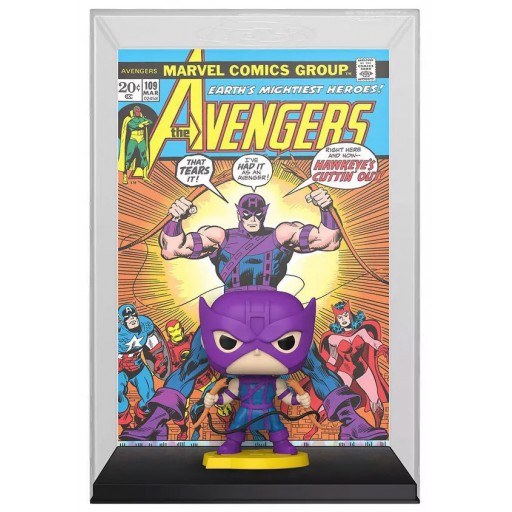 AVENGERS
MARVEL COMICS GROUP
20¢
109
MAR
EARTH'S MIGHTIEST HEROES!
the AVENGERS
THAT
TEARS
IT!
I'VE
HAD IT
AS AN
AVENGER!
RIGHT HERE
AND NOW--
HAWKEYE'S
CUTTIN' OUT!